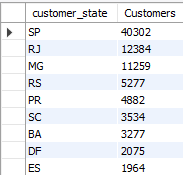 customer_state Customers
SP 40302
RJ 12384
MG 11259
RS 5277
PR 4882
SC 3534
BA 3277
DF 2075
ES 1964